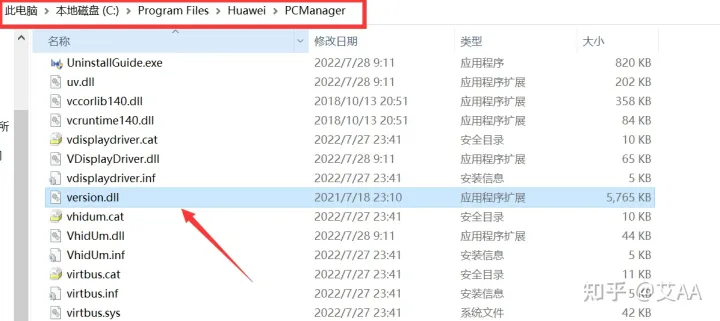 此电脑 > 本地磁盘 (C:) > Program Files > Huawei > PCManager
名称 修改日期 类型 大小
UninstallGuide.exe 2022/7/28 9:11 应用程序 820 KB
uv.dll 2022/7/28 9:11 应用程序扩展 202 KB
vccorlib140.dll 2018/10/13 20:51 应用程序扩展 358 KB
vcruntime140.dll 2018/10/13 20:51 应用程序扩展 84 KB
vdisplaydriver.cat 2022/7/27 23:41 安全目录 10 KB
VDisplayDriver.dll 2022/7/28 9:11 应用程序扩展 65 KB
vdisplaydriver.inf 2022/7/27 23:41 安装信息 5 KB
version.dll 2021/7/18 23:10 应用程序扩展 5,765 KB
vhidum.cat 2022/7/27 23:41 安全目录 10 KB
VhidUm.dll 2022/7/28 9:11 应用程序扩展 44 KB
VhidUm.inf 2022/7/27 23:41 安装信息 5 KB
virtbus.cat 2022/7/27 23:41 安全目录 11 KB
virtbus.inf 2022/7/27 23:41 安装信息 5 KB
virtbus.sys 2022/7/27 23:41 系统文件 42 KB
所
知乎 @艾AA